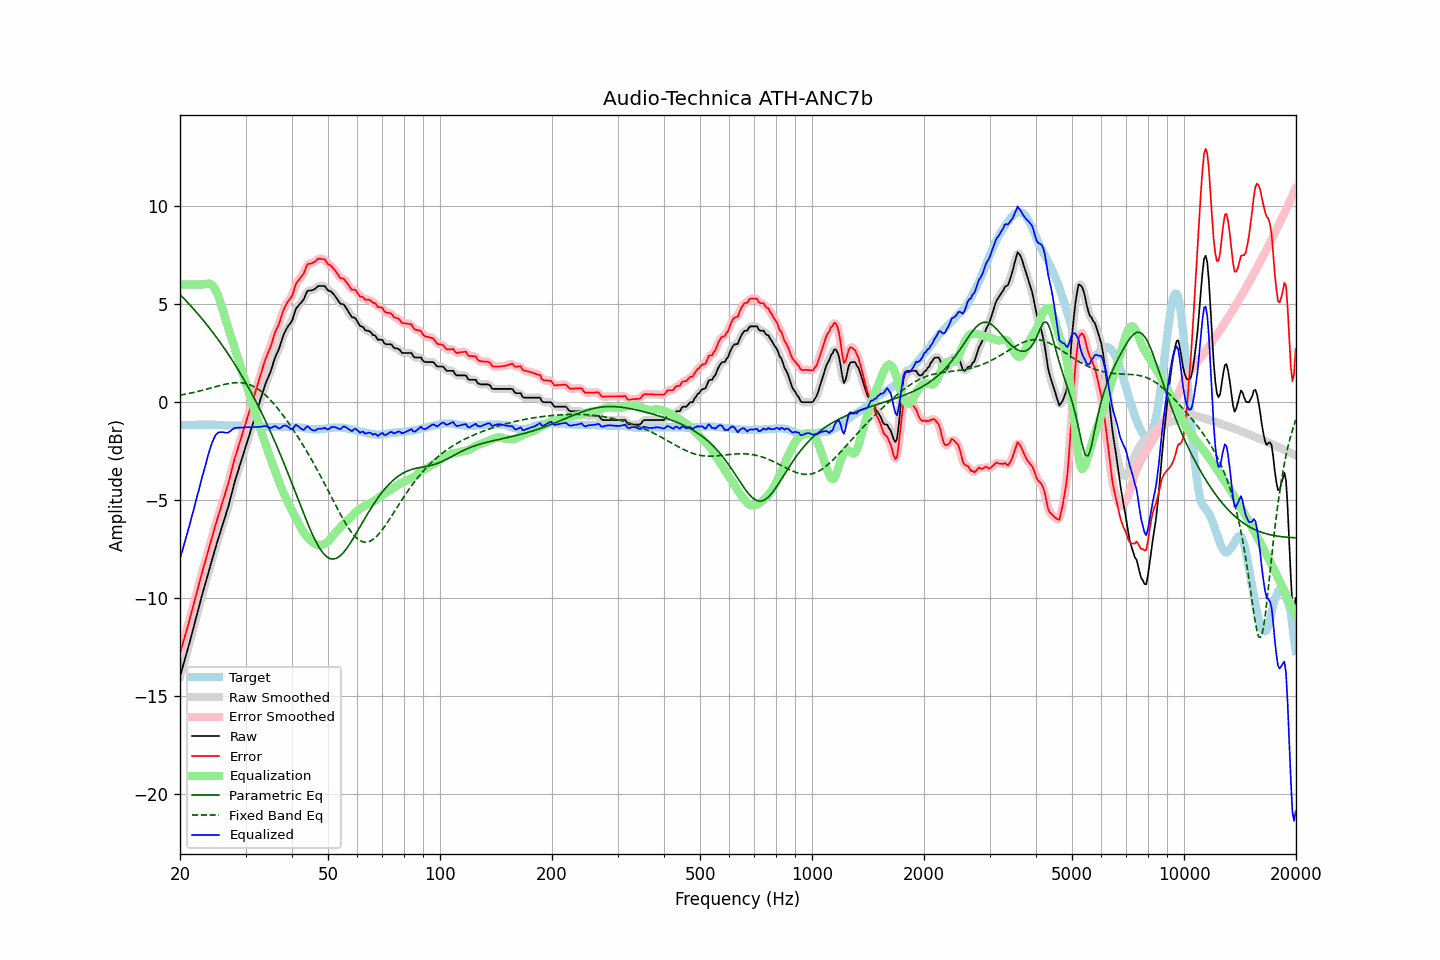 Audio-Technica ATH-ANC7b
Amplitude (dBr)
10
5
0
−5
−10
−15
−20
Target
Raw Smoothed
Error Smoothed
Raw
Error
Equalization
Parametric Eq
Fixed Band Eq
Equalized
20 50 100 200 500 1000 2000 5000 10000 20000
Frequency (Hz)